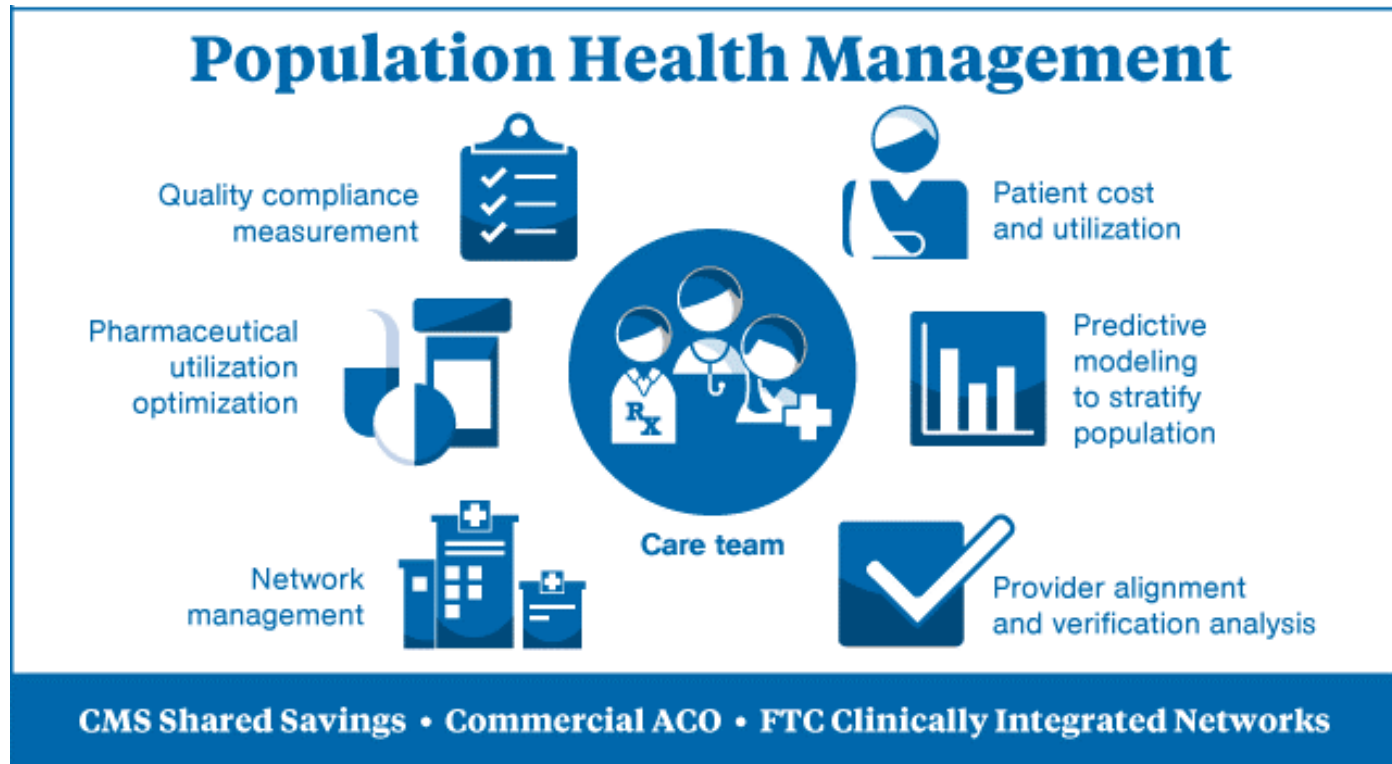 Population Health Management
Quality compliance
measurement
Patient cost
and utilization
Pharmaceutical
utilization
optimization
Rx
Predictive
modeling
to stratify
population
Care team
Network
management
Provider alignment
and verification analysis
CMS Shared Savings • Commercial ACO • FTC Clinically Integrated Networks